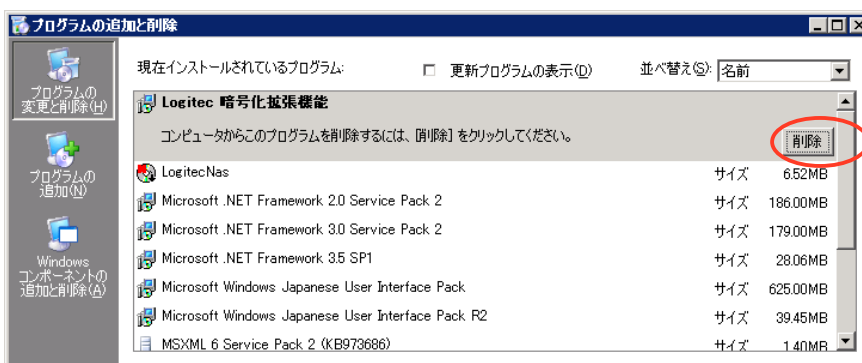 プログラムの追加と削除
プログラムの
変更と削除(H)
プログラムの
追加(N)
Windows
コンポーネントの
追加と削除(A)
現在インストールされているプログラム:
更新プログラムの表示(D)
並べ替え(S): 名前
Logitec 暗号化拡張機能
コンピュータからこのプログラムを削除するには、[削除] をクリックしてください。
削除
LogitecNas サイズ 6.52MB
Microsoft .NET Framework 2.0 Service Pack 2 サイズ 186.00MB
Microsoft .NET Framework 3.0 Service Pack 2 サイズ 179.00MB
Microsoft .NET Framework 3.5 SP1 サイズ 28.06MB
Microsoft Windows Japanese User Interface Pack サイズ 625.00MB
Microsoft Windows Japanese User Interface Pack R2 サイズ 39.45MB
MSXML 6 Service Pack 2 (KB973686) サイズ 1.40MB